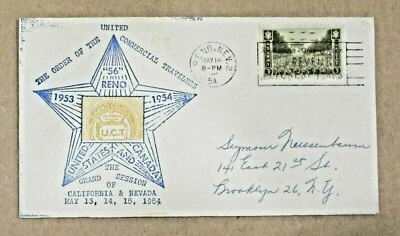 UNITED
THE ORDER OF THE COMMERCIAL TRAVELERS
"56"
RENO
1953 1954
U.C.T.
UNITED STATES AND CANADA
THE
GRAND SESSION
OF
CALIFORNIA & NEVADA
MAY 13, 14, 15, 1954
RENO, NEV. 2
MAY 14
8-PM
54
Seymour Neissenbaum
141 East 21st St.
Brooklyn 26, N.Y.